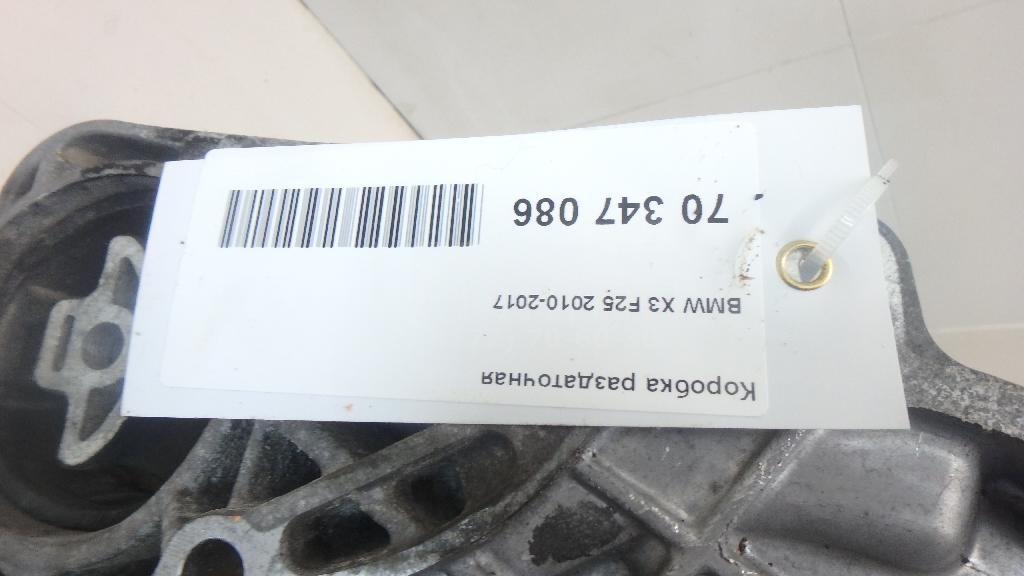 Коробка раздаточная
BMW X3 F25 2010-2017
70 347 086